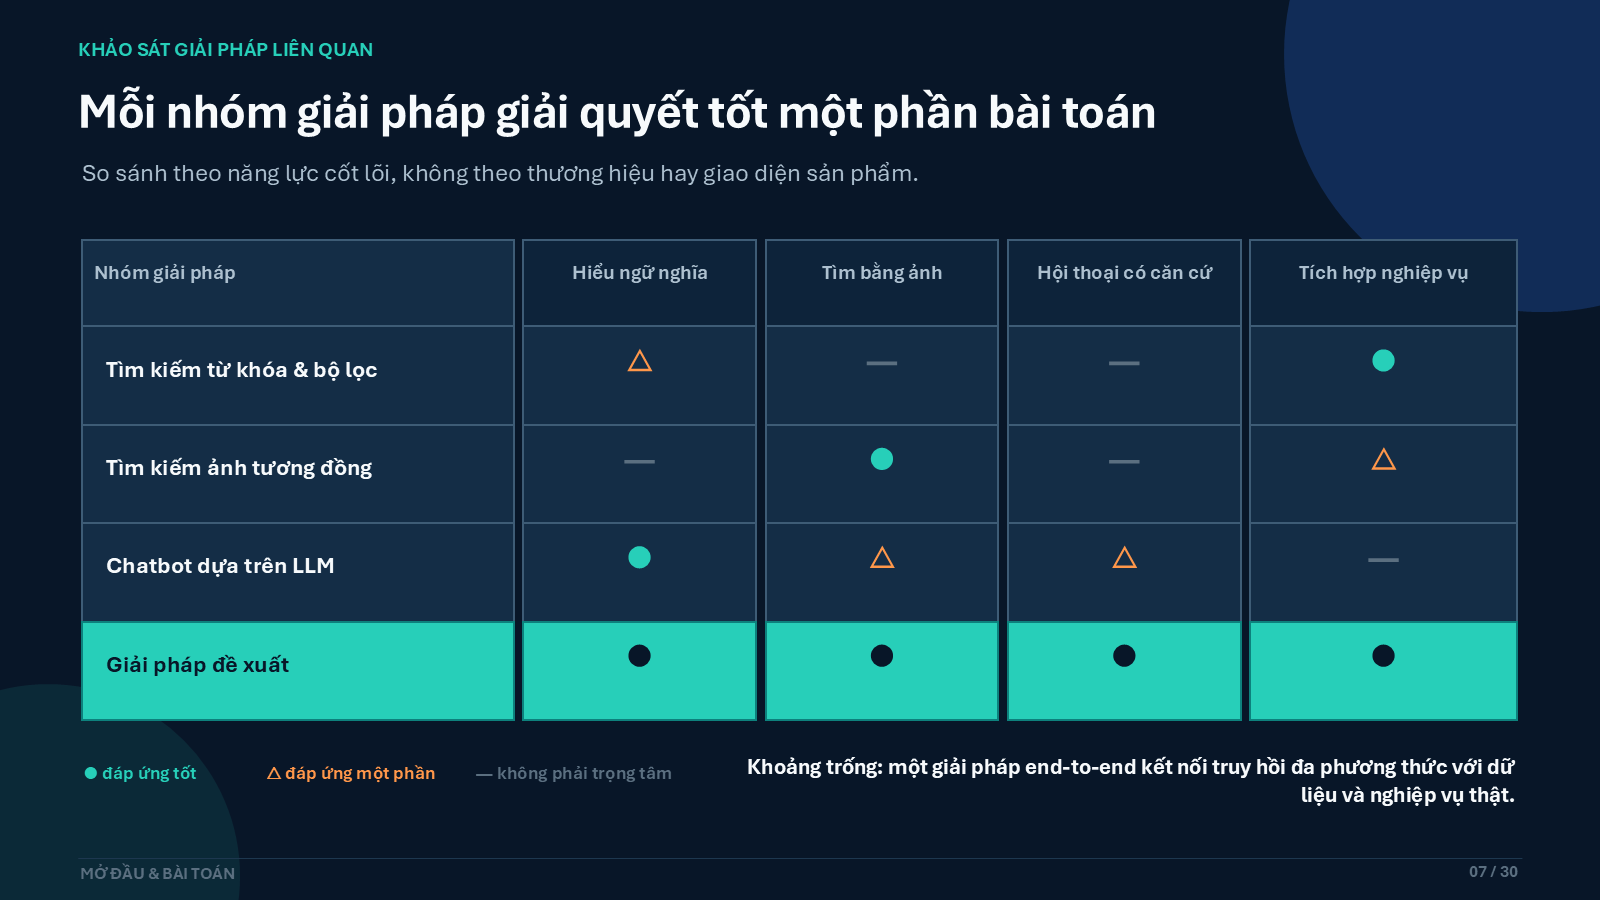 KHẢO SÁT GIẢI PHÁP LIÊN QUAN
Mỗi nhóm giải pháp giải quyết tốt một phần bài toán
So sánh theo năng lực cốt lõi, không theo thương hiệu hay giao diện sản phẩm.
Nhóm giải pháp Hiểu ngữ nghĩa Tìm bằng ảnh Hội thoại có căn cứ Tích hợp nghiệp vụ
Tìm kiếm từ khóa & bộ lọc △ — — ●
Tìm kiếm ảnh tương đồng — ● — △
Chatbot dựa trên LLM ● △ △ —
Giải pháp đề xuất ● ● ● ●
● đáp ứng tốt △ đáp ứng một phần — không phải trọng tâm
Khoảng trống: một giải pháp end-to-end kết nối truy hồi đa phương thức với dữ
liệu và nghiệp vụ thật.
MỞ ĐẦU & BÀI TOÁN
07 / 30